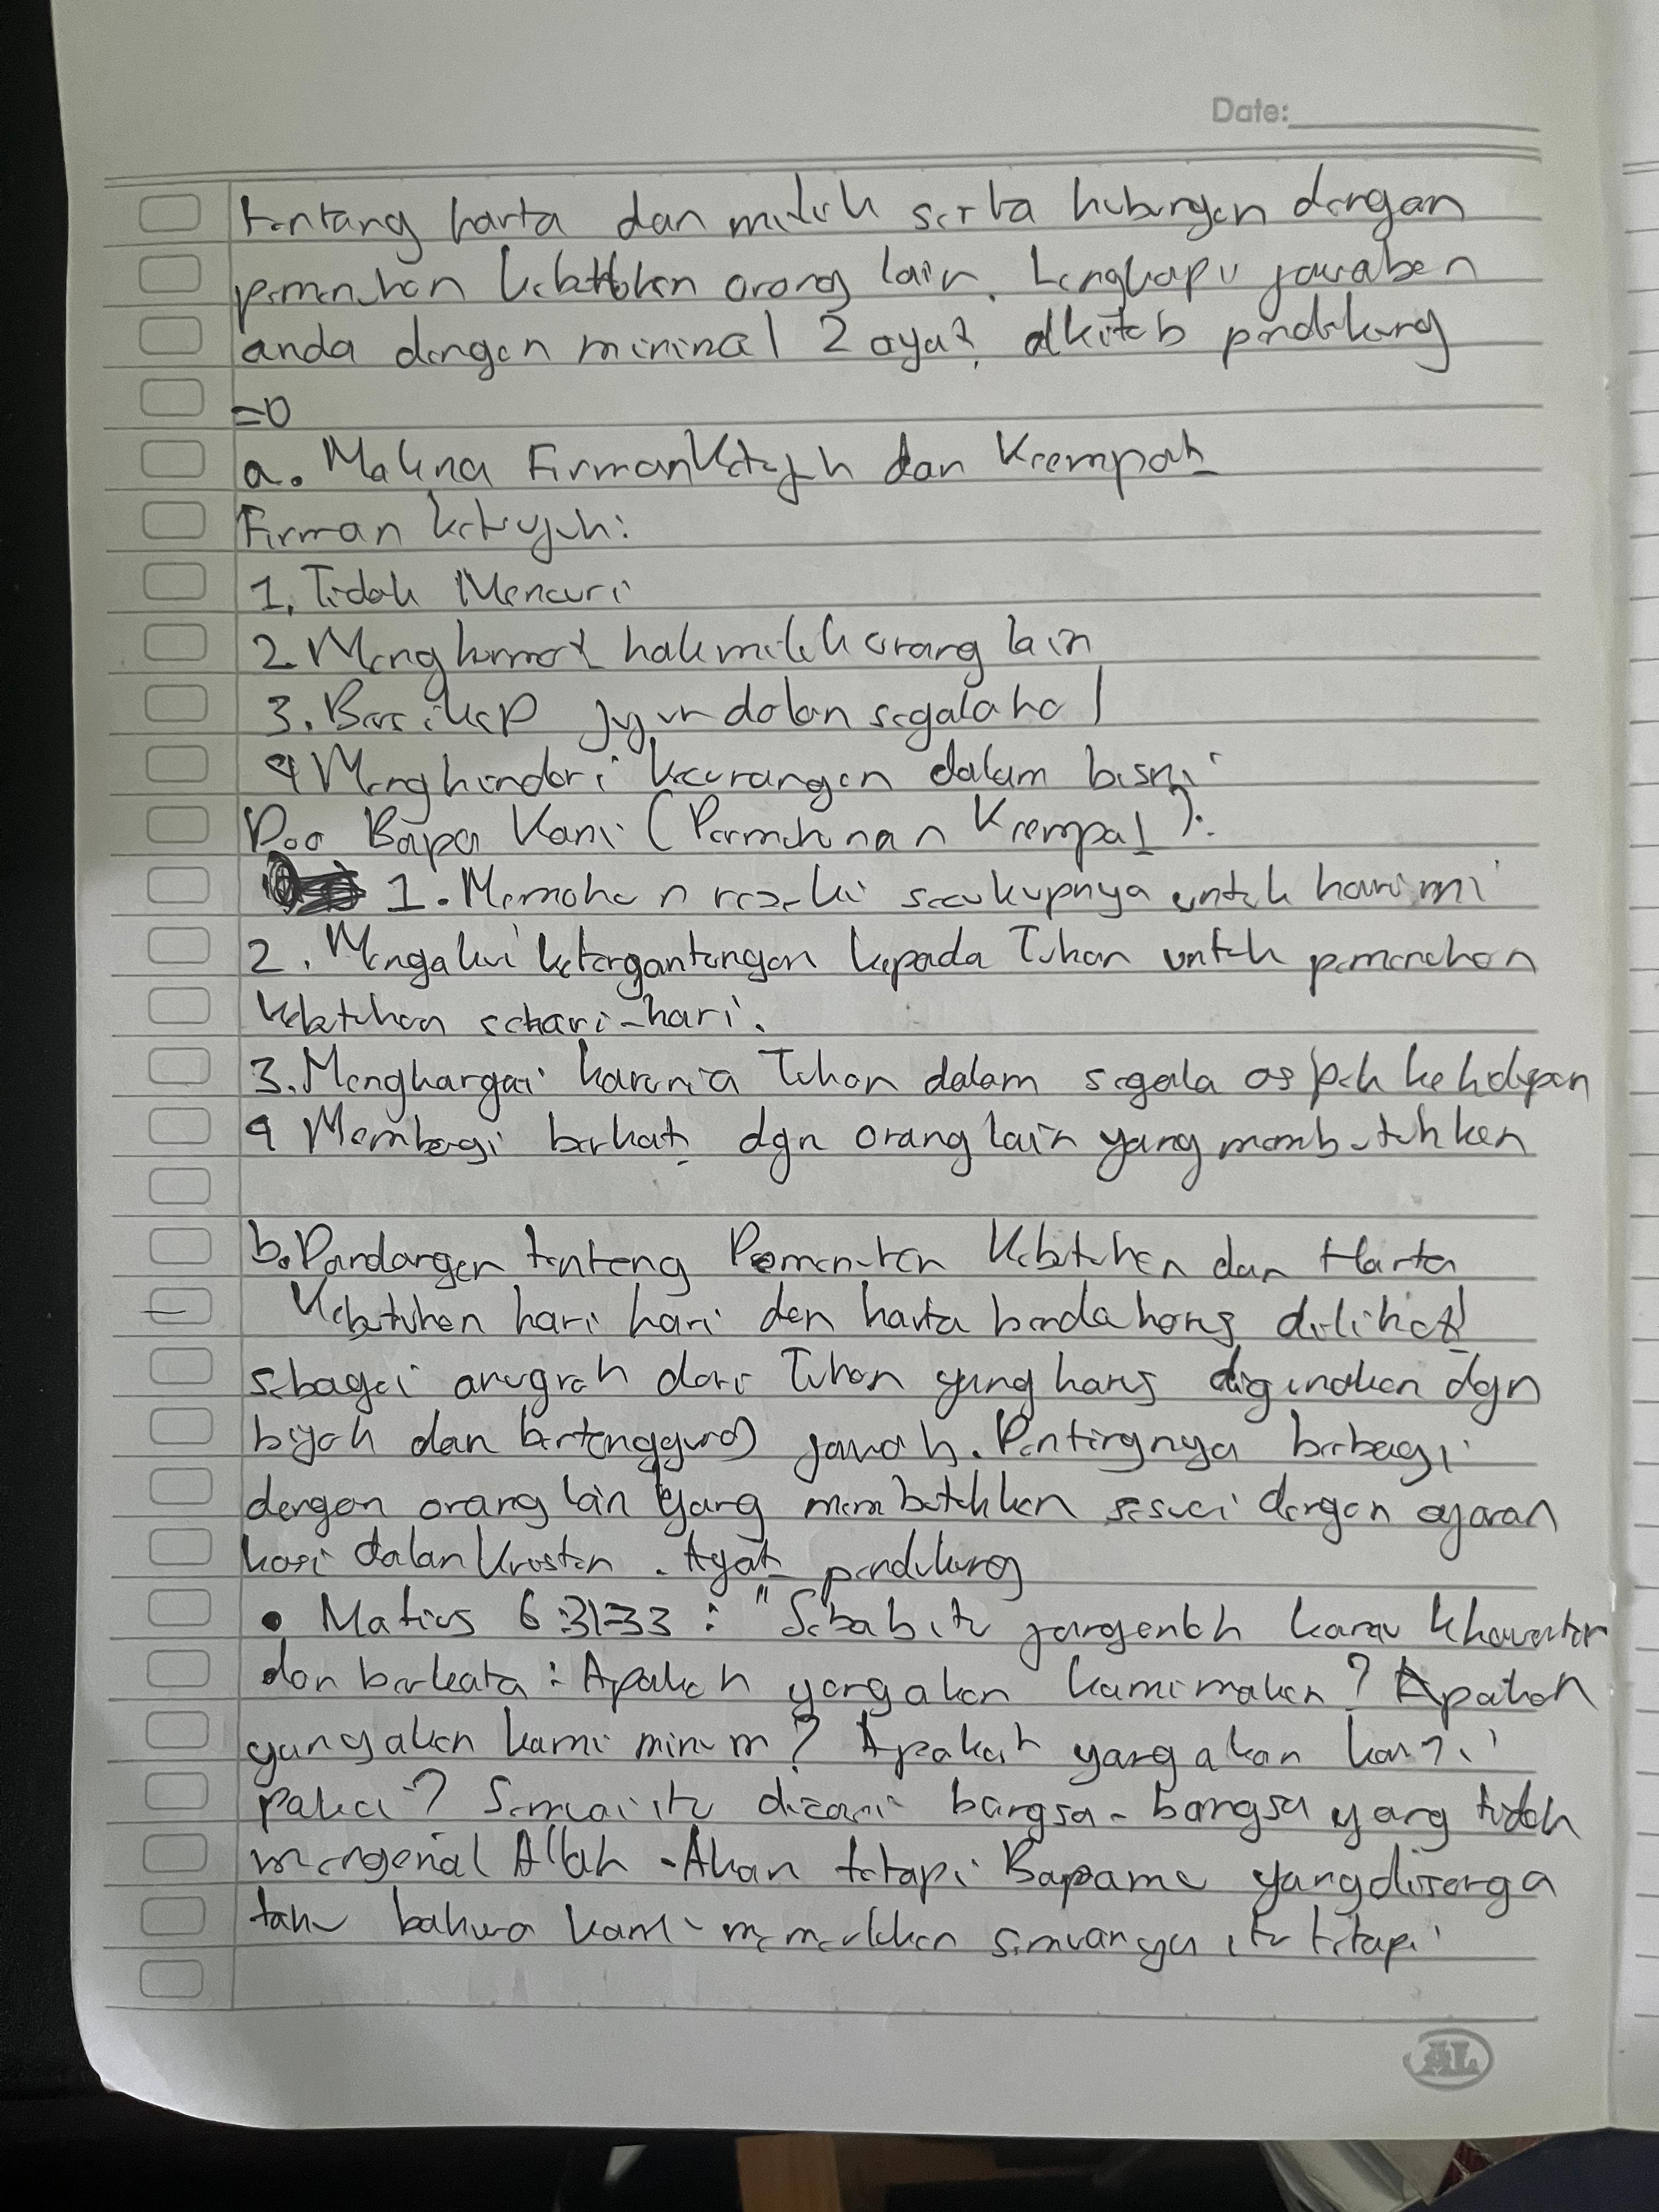 Date:
tentang harta dan milik serta hubungan dengan
pemenuhan kebutuhan orang lain. Lengkapi jawaban
anda dengan minimal 2 ayat alkitab pendukung
=0
a. Makna Firman Ketujuh dan Keempat
Firman ketujuh:
1. Tidak Mencuri
2 Menghormat hak milik orang lain
3. Bersikap jujur dalan segala hal
4 Menghindari kecurangan dalam bisni
Doa Bapa Kami (Permohonan Keempat):
1. Memohon rezeki secukupnya untuk hari ini
2. Mengakui ketergantungan kepada Tuhan untuk pemenuhan
kebutuhan sehari-hari.
3. Menghargai karunia Tuhan dalam segala aspek kehidupan
4 Membagi berkat dgn orang lain yang membutuhkan
b. Pandangan tentang Pemenuhan Kebutuhan dan Harta
Kebutuhan hari hari dan harta benda harus dilihat
sebagai anugrah dari Tuhan yang harus digunakan dgn
bijak dan bertanggung jawab. Pentingnya berbagi
dengan orang lain yang membutuhkan sesuai dengan ajaran
kasi dalan Kristen. Ayat pendukung
• Matius 6:31-33 : "Sebab itu janganlah kamu khawatir
dan berkata : Apakah yang akan kami makan? Apakah
yang akan kami minum? Apakah yang akan kami
pakai? Semua itu dicari bangsa-bangsa yang tidak
mengenal Allah. Akan tetapi Bapamu yang disorga
tahu bahwa kamu memerlukan semuanya itu tetapi
AL